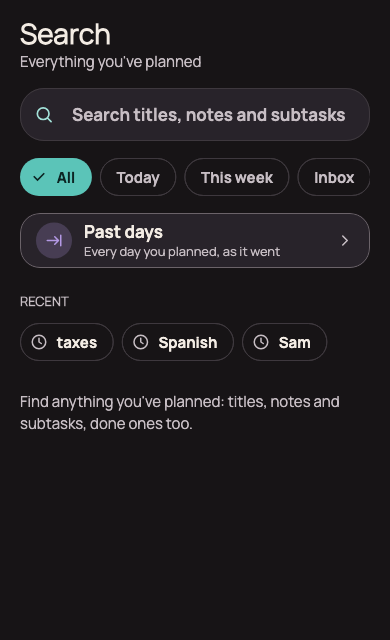 Search
Everything you've planned
Search titles, notes and subtasks
All
Today
This week
Inbox
Past days
Every day you planned, as it went
RECENT
taxes
Spanish
Sam
Find anything you've planned: titles, notes and
subtasks, done ones too.